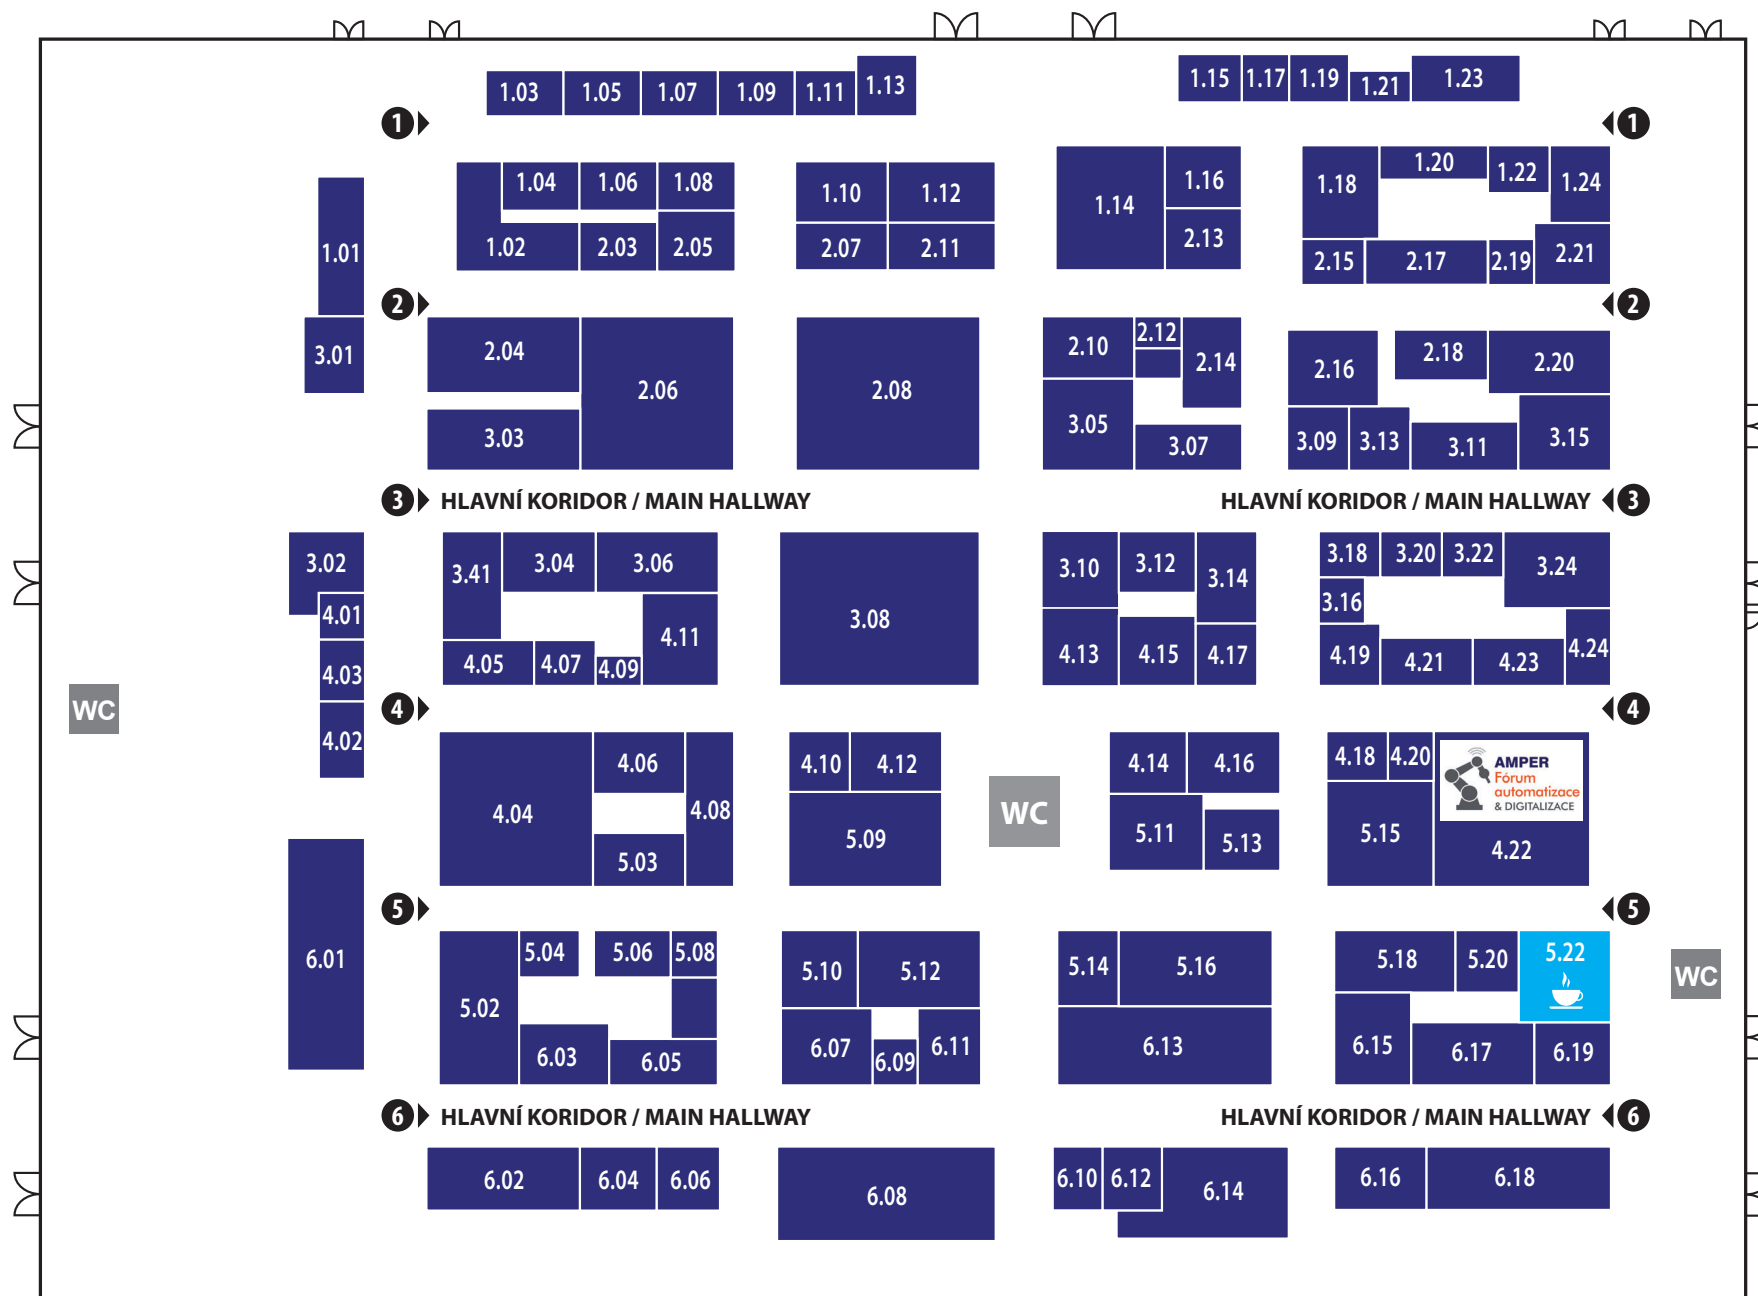 1.03 1.05 1.07 1.09 1.11 1.13 1.15 1.17 1.19 1.21 1.23
1 1
1.04 1.06 1.08 1.10 1.12 1.14 1.16 1.18 1.20 1.22 1.24
1.01 1.02 2.03 2.05 2.07 2.11 2.13 2.15 2.17 2.19 2.21
2 2
3.01 2.04 2.06 2.08 2.10 2.12 2.14 2.16 2.18 2.20
3.03 3.05 3.07 3.09 3.13 3.11 3.15
3 HLAVNÍ KORIDOR / MAIN HALLWAY HLAVNÍ KORIDOR / MAIN HALLWAY 3
3.02 3.41 3.04 3.06 3.08 3.10 3.12 3.14 3.18 3.20 3.22 3.24
4.01 3.16
4.03 4.05 4.07 4.09 4.11 4.13 4.15 4.17 4.19 4.21 4.23 4.24
WC 4 4
4.02 4.04 4.06 4.08 4.10 4.12 4.14 4.16 4.18 4.20
AMPER
Fórum
automatizace
& DIGITALIZACE
WC
5.03 5.09 5.11 5.13 5.15 4.22
5 5
6.01 5.02 5.04 5.06 5.08 5.10 5.12 5.14 5.16 5.18 5.20 5.22
WC
6.03 6.05 6.07 6.09 6.11 6.13 6.15 6.17 6.19
6 HLAVNÍ KORIDOR / MAIN HALLWAY HLAVNÍ KORIDOR / MAIN HALLWAY 6
6.02 6.04 6.06 6.08 6.10 6.12 6.14 6.16 6.18